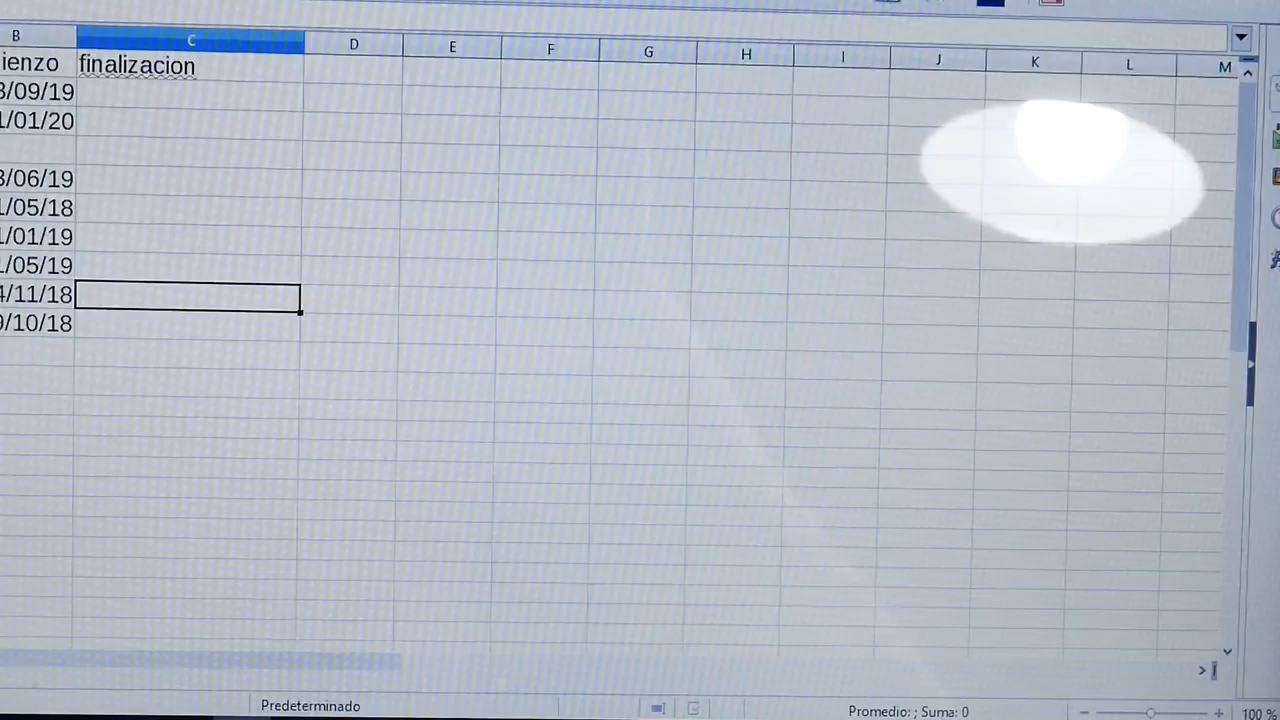 B C D E F G H I J K L M
ienzo finalizacion
3/09/19
1/01/20
3/06/19
1/05/18
1/01/19
1/05/19
4/11/18
9/10/18
Predeterminado Promedio: ; Suma: 0 100 %